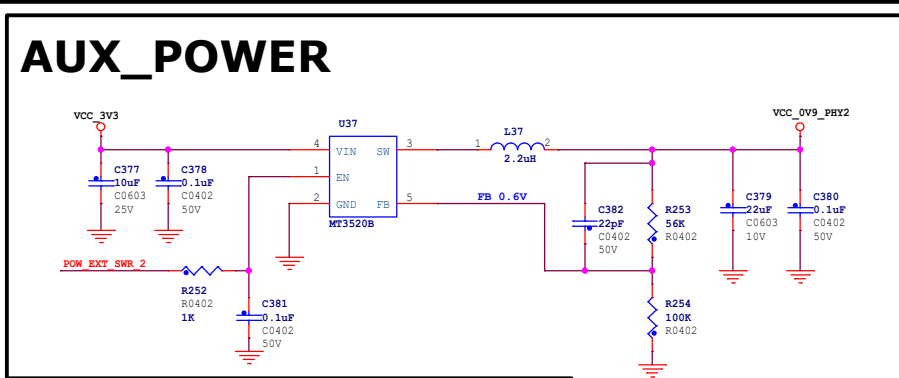 AUX_POWER
VCC_3V3
VCC_0V9_PHY2
U37
L37
4 VIN SW 3
1 2
2.2uH
1 EN
2 GND FB 5
FB 0.6V
MT3520B
C377
10uF
C0603
25V
C378
0.1uF
C0402
50V
C382
22pF
C0402
50V
R253
56K
R0402
C379
22uF
C0603
10V
C380
0.1uF
C0402
50V
POW_EXT_SWR_2
R252
R0402
1K
C381
0.1uF
C0402
50V
R254
100K
R0402